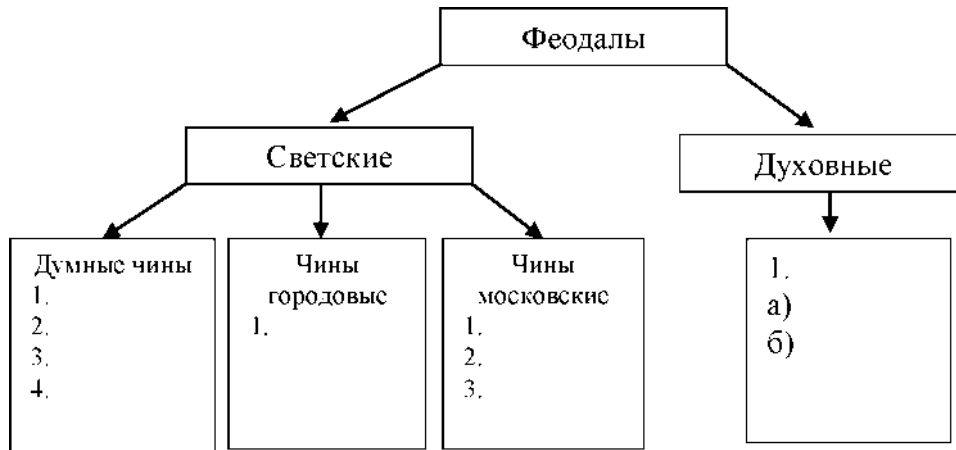 Феодалы
Светские
Духовные
Думные чины
1.
2.
3.
4.
Чины
городовые
1.
Чины
московские
1.
2.
3.
1.
а)
б)